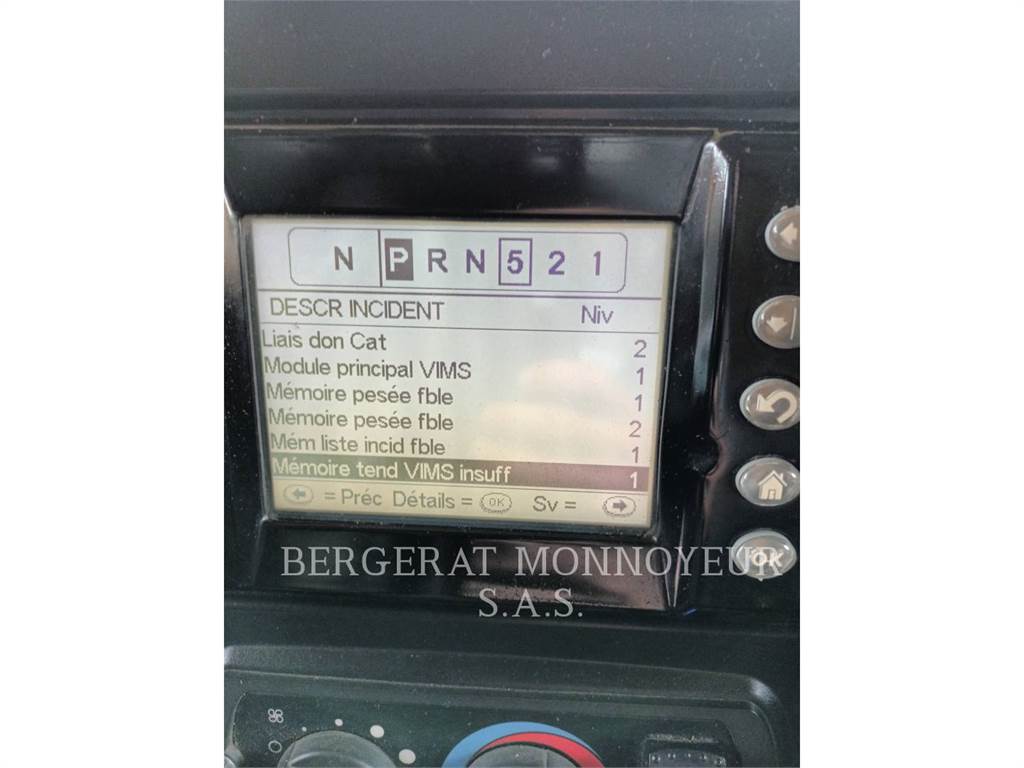 N P R N 5 2 1
DESCR INCIDENT Niv
Liais don Cat 2
Module principal VIMS 1
Mémoire pesée fble 1
Mémoire pesée fble 2
Mém liste incid fble 1
Mémoire tend VIMS insuff 1
= Préc Détails = OK Sv =
OK
BERGERAT MONNOYEUR
S.A.S.